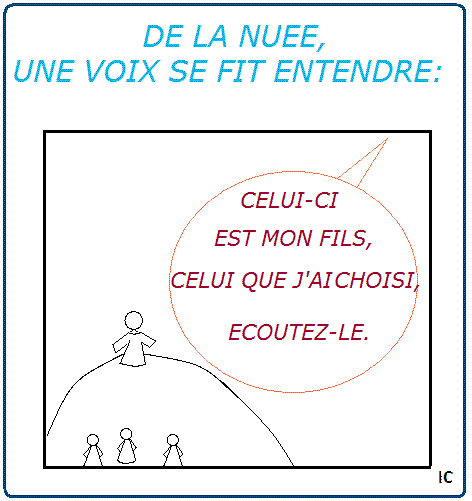 DE LA NUEE,
UNE VOIX SE FIT ENTENDRE:
CELUI-CI
EST MON FILS,
CELUI QUE J'AICHOISI,
ECOUTEZ-LE.
IC